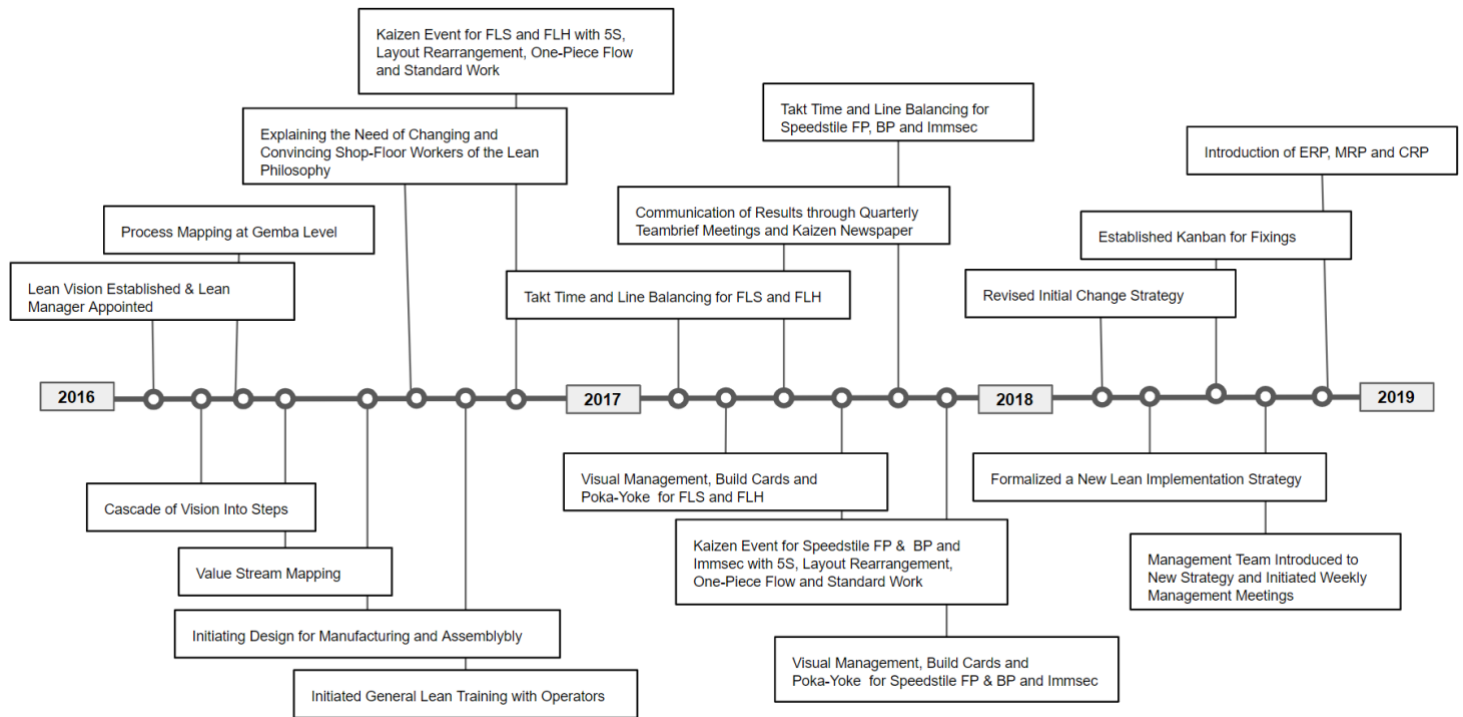 Kaizen Event for FLS and FLH with 5S,
Layout Rearrangement, One-Piece Flow
and Standard Work
Explaining the Need of Changing and
Convincing Shop-Floor Workers of the Lean
Philosophy
Process Mapping at Gemba Level
Lean Vision Established & Lean
Manager Appointed
Takt Time and Line Balancing for
Speedstile FP, BP and Immsec
Communication of Results through Quarterly
Teambrief Meetings and Kaizen Newspaper
Takt Time and Line Balancing for FLS and FLH
Introduction of ERP, MRP and CRP
Established Kanban for Fixings
Revised Initial Change Strategy
2016
2017
2018
2019
Cascade of Vision Into Steps
Value Stream Mapping
Initiating Design for Manufacturing and Assemblybly
Initiated General Lean Training with Operators
Visual Management, Build Cards and
Poka-Yoke for FLS and FLH
Kaizen Event for Speedstile FP & BP and
Immsec with 5S, Layout Rearrangement,
One-Piece Flow and Standard Work
Visual Management, Build Cards and
Poka-Yoke for Speedstile FP & BP and Immsec
Formalized a New Lean Implementation Strategy
Management Team Introduced to
New Strategy and Initiated Weekly
Management Meetings